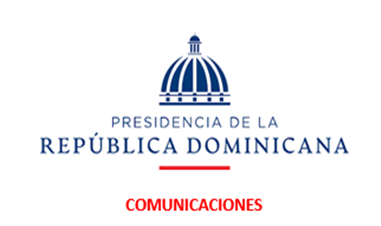 PRESIDENCIA DE LA
REPÚBLICA DOMINICANA
COMUNICACIONES